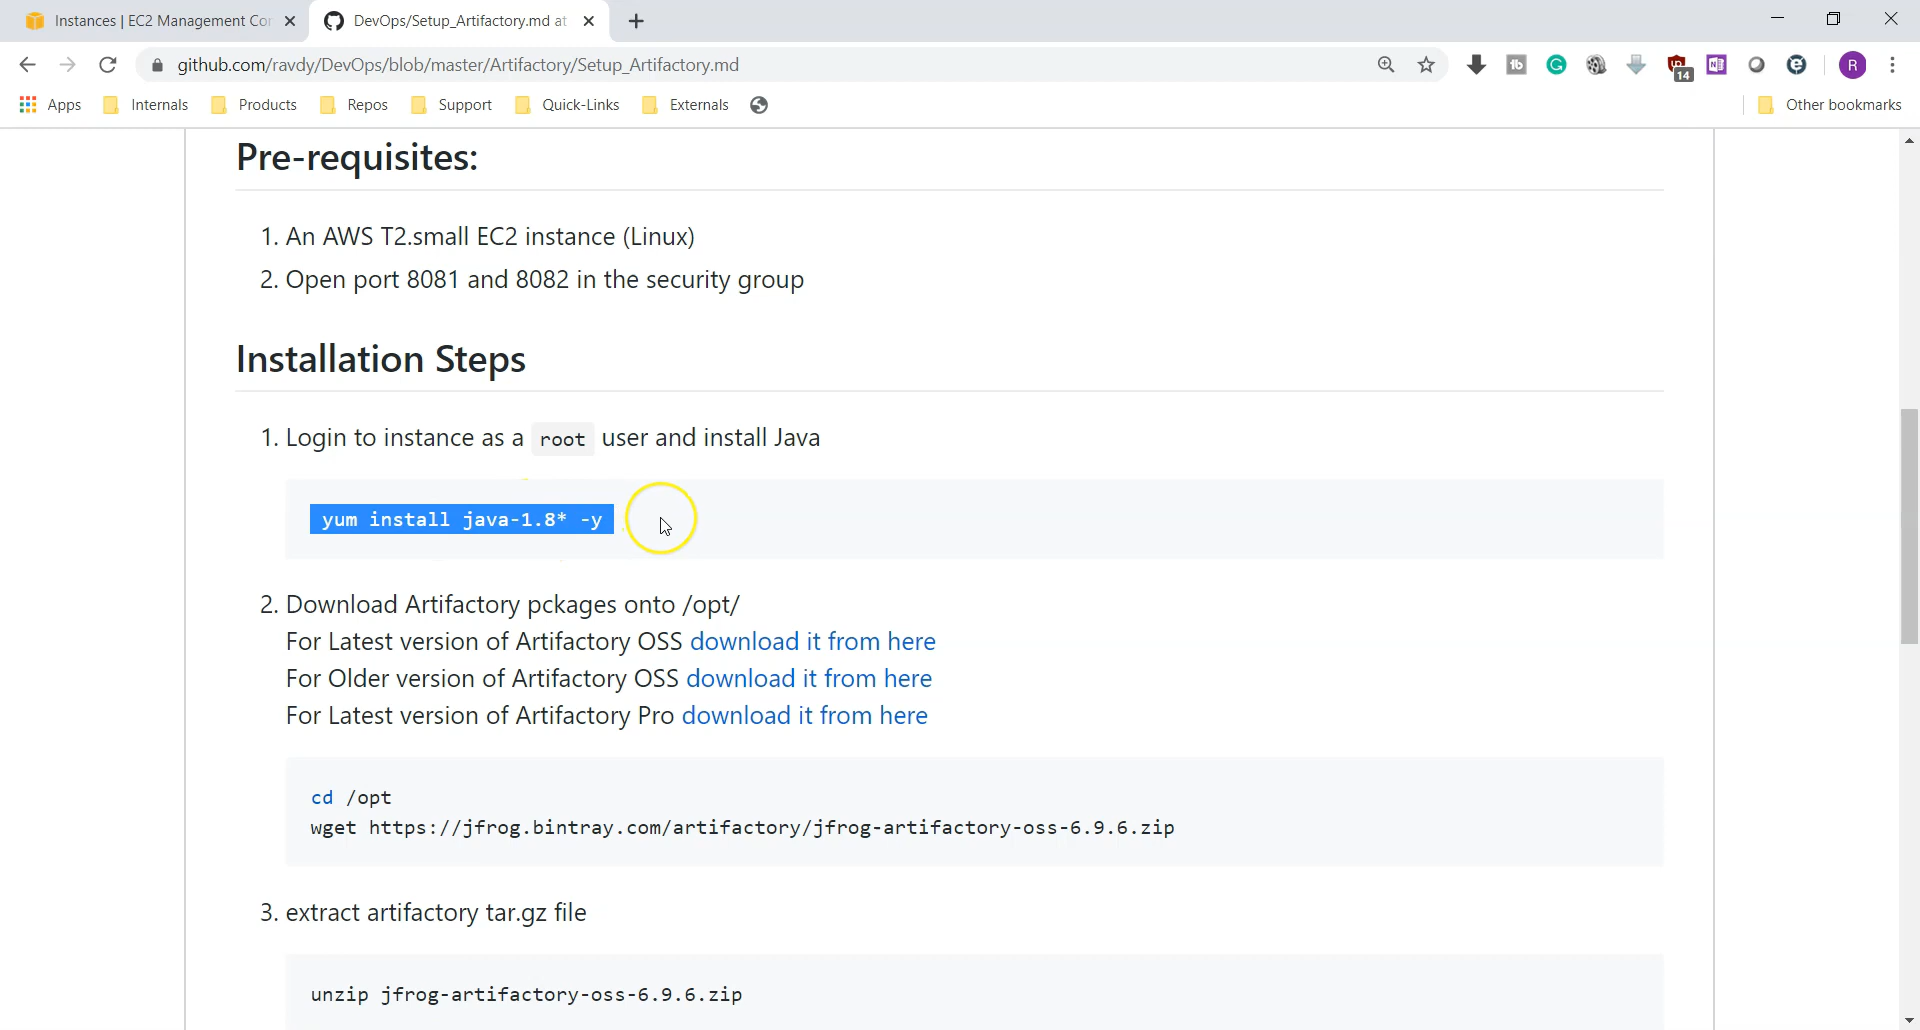 Instances | EC2 Management Con
DevOps/Setup_Artifactory.md at
github.com/ravdy/DevOps/blob/master/Artifactory/Setup_Artifactory.md
14
R
Apps
Internals
Products
Repos
Support
Quick-Links
Externals
Other bookmarks
Pre-requisites:
1. An AWS T2.small EC2 instance (Linux)
2. Open port 8081 and 8082 in the security group
Installation Steps
1. Login to instance as a root user and install Java
yum install java-1.8* -y
2. Download Artifactory pckages onto /opt/
For Latest version of Artifactory OSS download it from here
For Older version of Artifactory OSS download it from here
For Latest version of Artifactory Pro download it from here
cd /opt
wget https://jfrog.bintray.com/artifactory/jfrog-artifactory-oss-6.9.6.zip
3. extract artifactory tar.gz file
unzip jfrog-artifactory-oss-6.9.6.zip